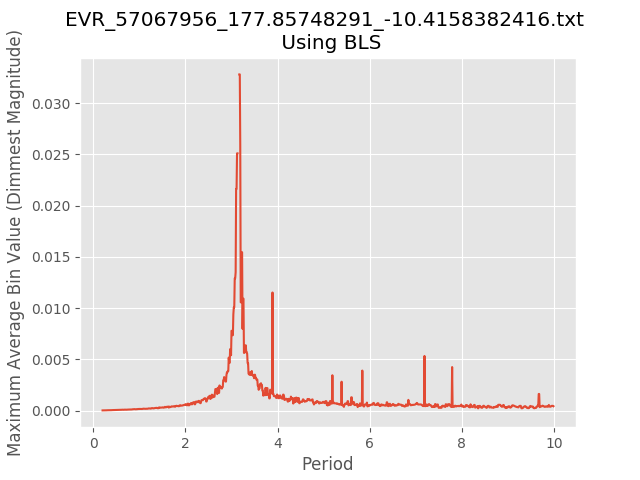 EVR_57067956_177.85748291_-10.4158382416.txt
Using BLS
Maximum Average Bin Value (Dimmest Magnitude)
0.030
0.025
0.020
0.015
0.010
0.005
0.000
0 2 4 6 8 10
Period